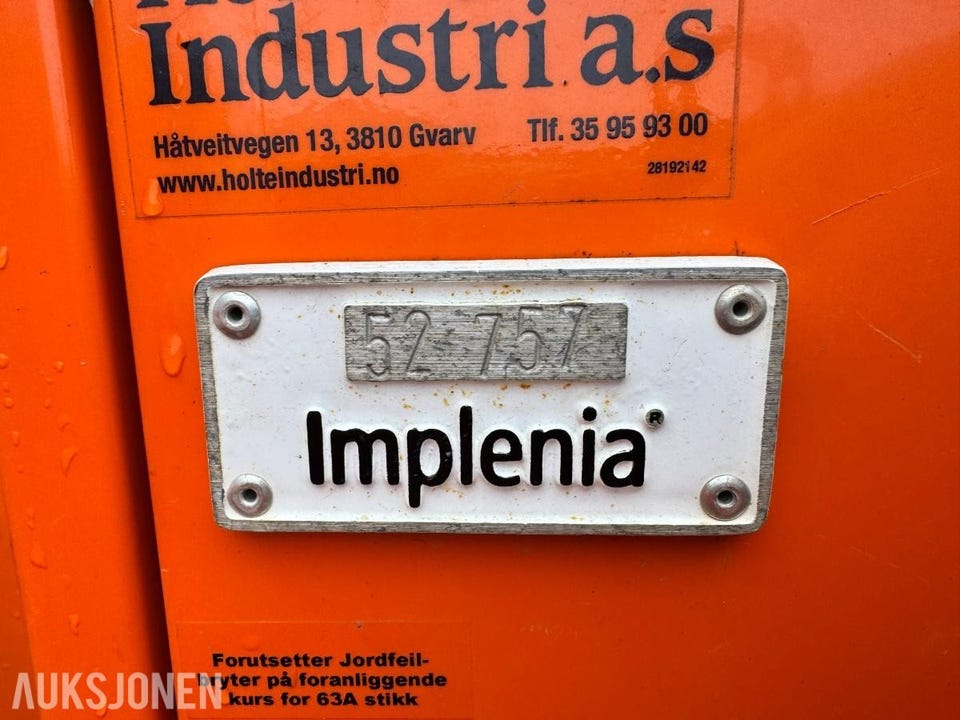 Industri a.s
Håtveitvegen 13, 3810 Gvarv Tlf. 35 95 93 00
www.holteindustri.no 28192142
52 757
Implenia®
Forutsetter Jordfeil-
bryter på foranliggende
kurs for 63A stikk
AUKSJONEN